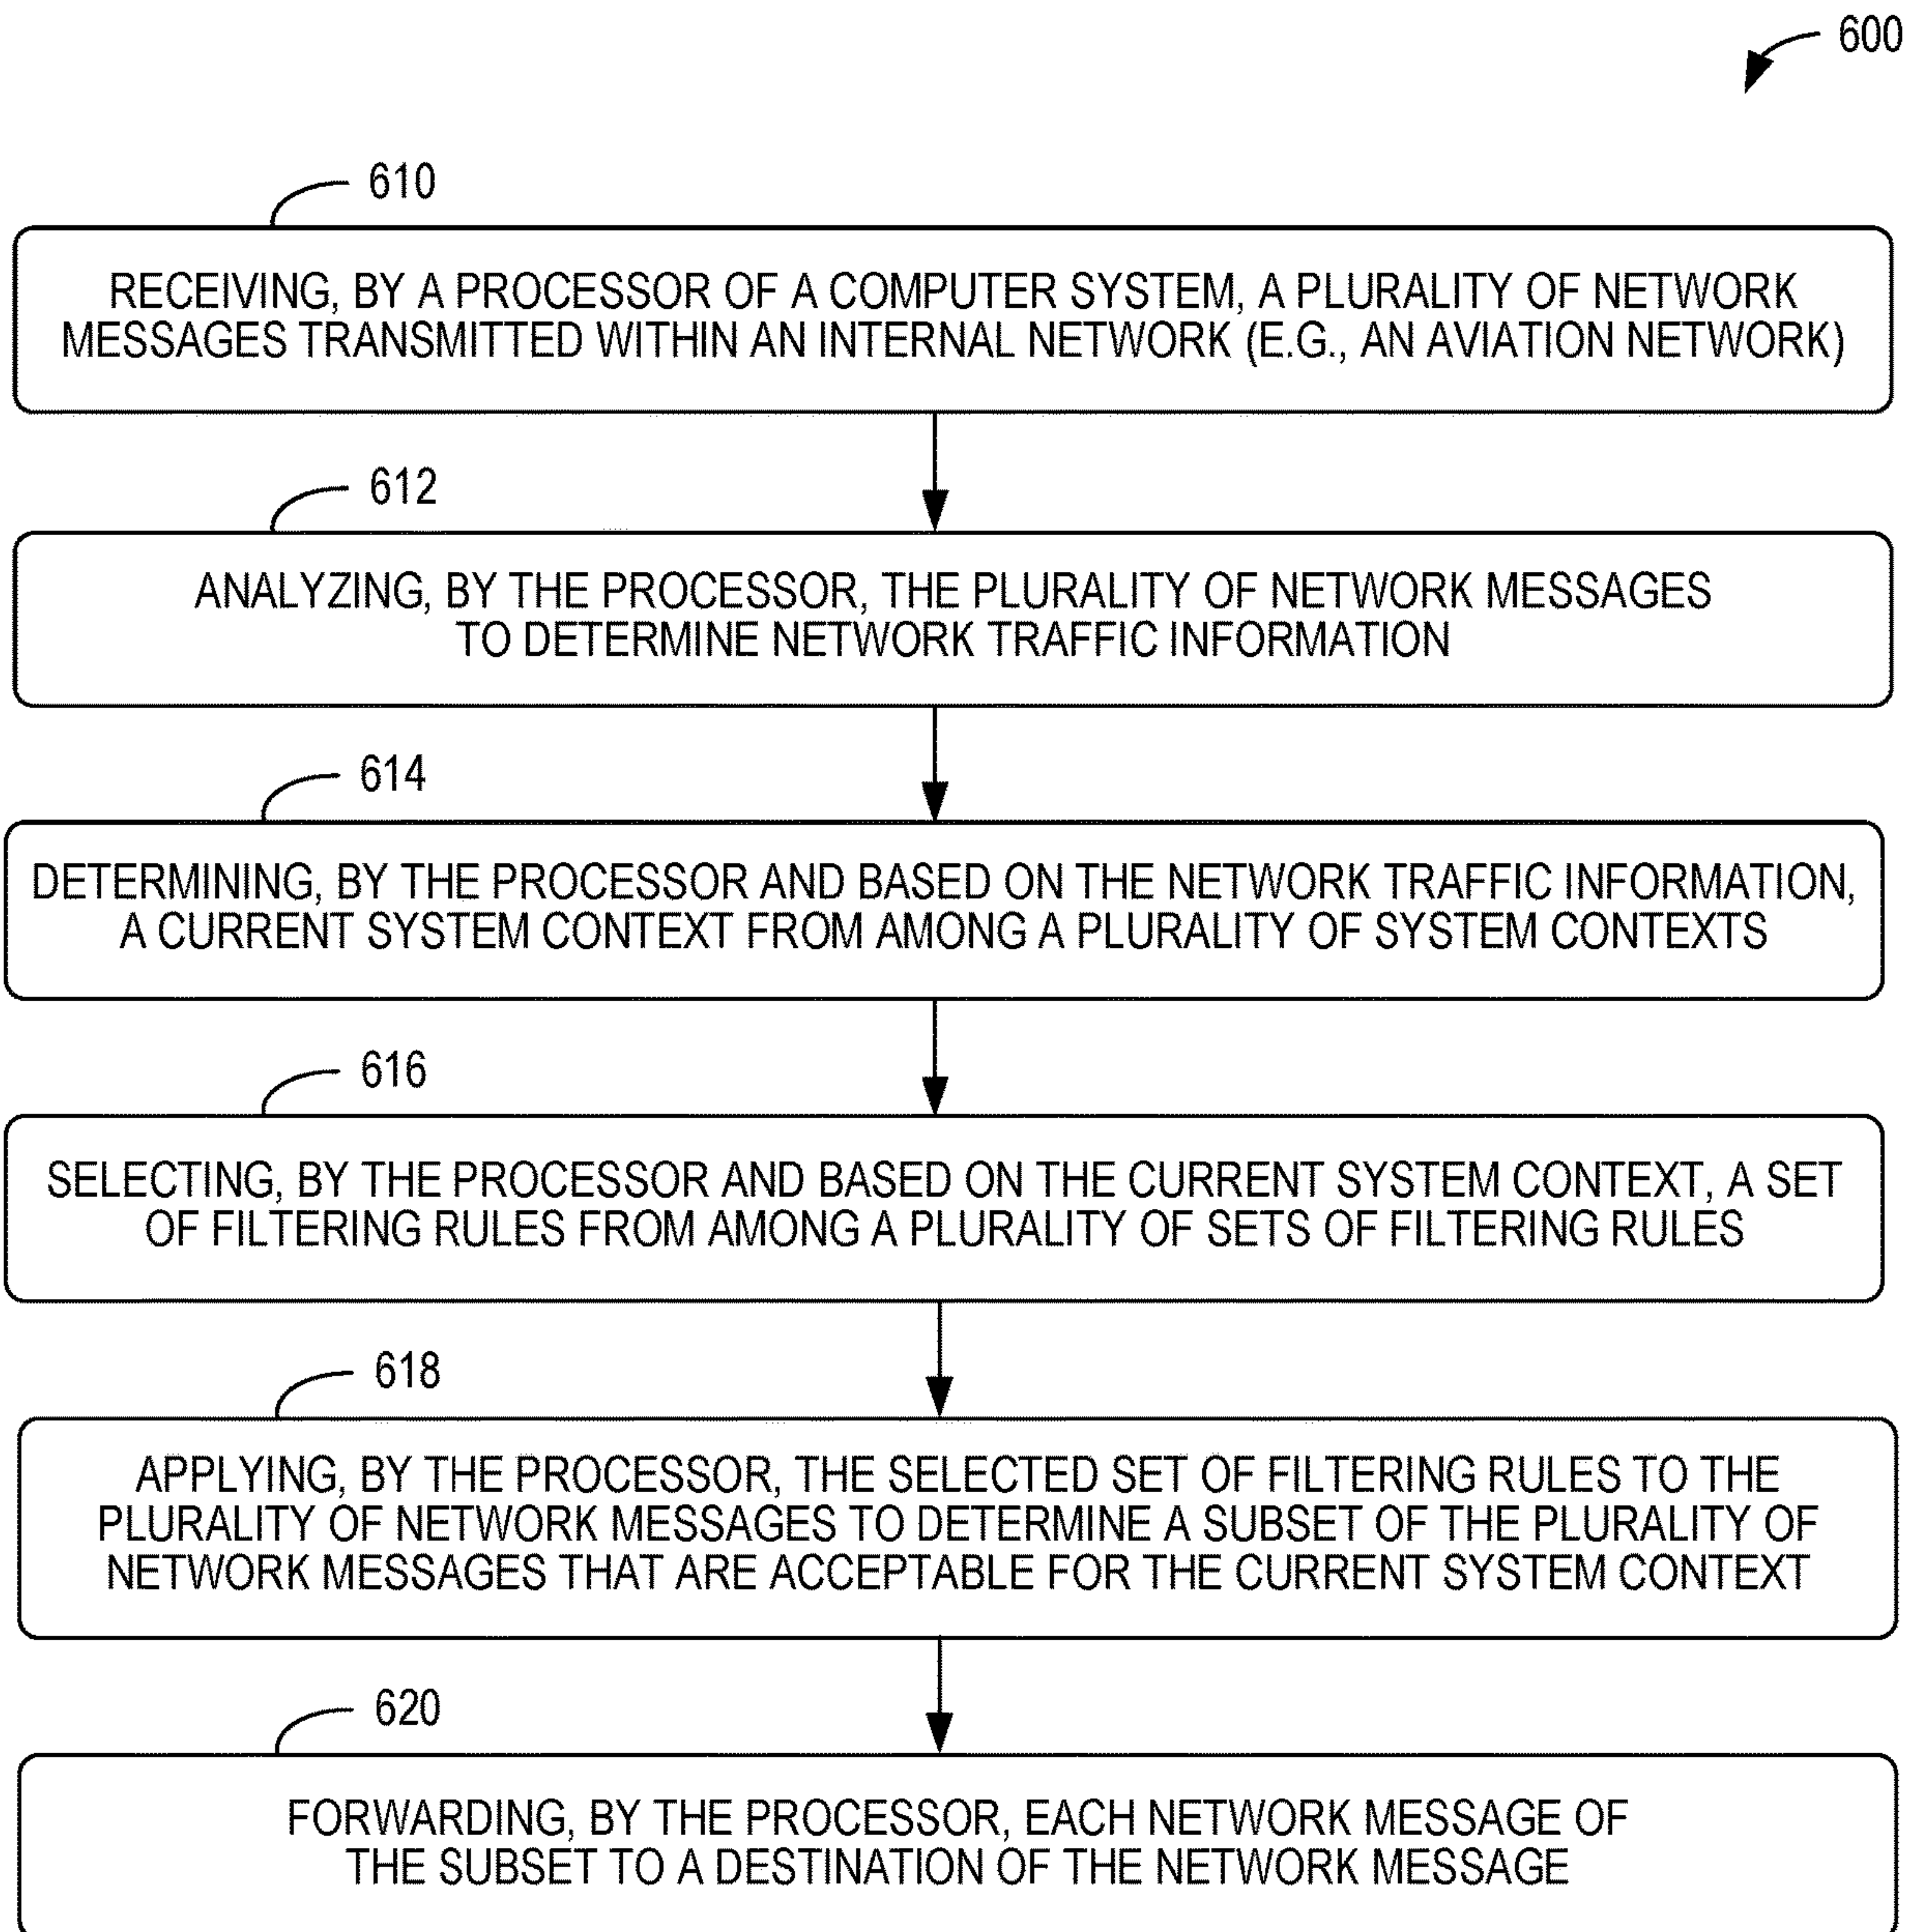 600
610
RECEIVING, BY A PROCESSOR OF A COMPUTER SYSTEM, A PLURALITY OF NETWORK
MESSAGES TRANSMITTED WITHIN AN INTERNAL NETWORK (E.G., AN AVIATION NETWORK)
612
ANALYZING, BY THE PROCESSOR, THE PLURALITY OF NETWORK MESSAGES
TO DETERMINE NETWORK TRAFFIC INFORMATION
614
DETERMINING, BY THE PROCESSOR AND BASED ON THE NETWORK TRAFFIC INFORMATION,
A CURRENT SYSTEM CONTEXT FROM AMONG A PLURALITY OF SYSTEM CONTEXTS
616
SELECTING, BY THE PROCESSOR AND BASED ON THE CURRENT SYSTEM CONTEXT, A SET
OF FILTERING RULES FROM AMONG A PLURALITY OF SETS OF FILTERING RULES
618
APPLYING, BY THE PROCESSOR, THE SELECTED SET OF FILTERING RULES TO THE
PLURALITY OF NETWORK MESSAGES TO DETERMINE A SUBSET OF THE PLURALITY OF
NETWORK MESSAGES THAT ARE ACCEPTABLE FOR THE CURRENT SYSTEM CONTEXT
620
FORWARDING, BY THE PROCESSOR, EACH NETWORK MESSAGE OF
THE SUBSET TO A DESTINATION OF THE NETWORK MESSAGE